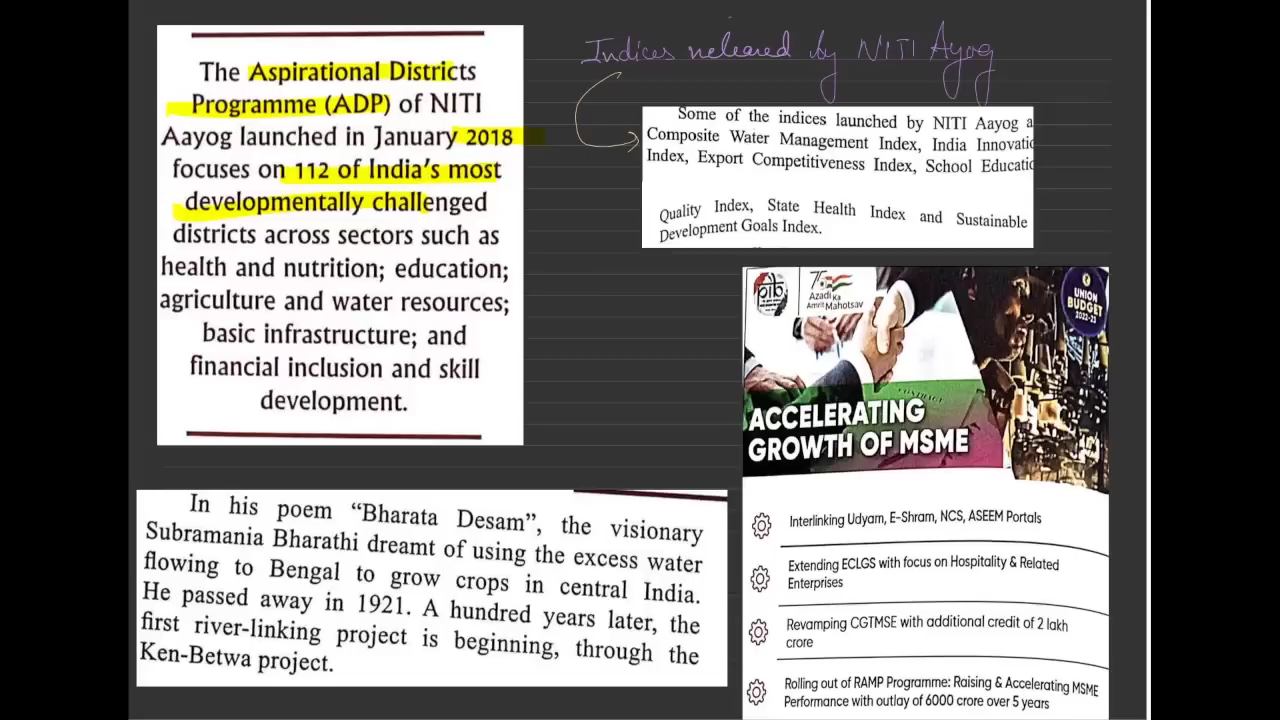 The Aspirational Districts
Programme (ADP) of NITI
Aayog launched in January 2018
focuses on 112 of India's most
developmentally challenged
districts across sectors such as
health and nutrition; education;
agriculture and water resources;
basic infrastructure; and
financial inclusion and skill
development.
Indices released by NITI Ayog
Some of the indices launched by NITI Aayog a
Composite Water Management Index, India Innovatio
Index, Export Competitiveness Index, School Educatio
Quality Index, State Health Index and Sustainable
Development Goals Index.
In his poem "Bharata Desam", the visionary
Subramania Bharathi dreamt of using the excess water
flowing to Bengal to grow crops in central India.
He passed away in 1921. A hundred years later, the
first river-linking project is beginning, through the
Ken-Betwa project.
pib
75
Azadi Ka
Amrit Mahotsav
UNION
BUDGET
2022-23
CONTRACT
ACCELERATING
GROWTH OF MSME
Interlinking Udyam, E-Shram, NCS, ASEEM Portals
Extending ECLGS with focus on Hospitality & Related
Enterprises
Revamping CGTMSE with additional credit of 2 lakh
crore
Rolling out of RAMP Programme: Raising & Accelerating MSME
Performance with outlay of 6000 crore over 5 years